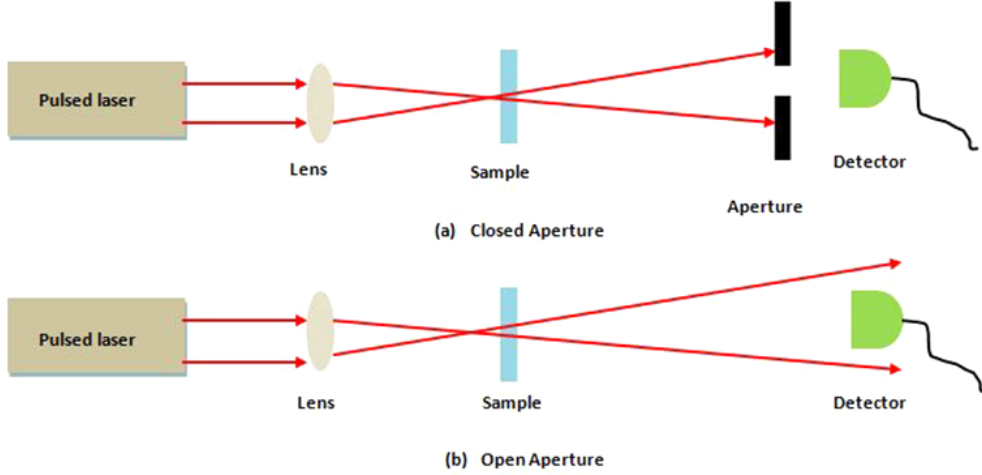 Pulsed laser
Lens
Sample
Detector
Aperture
(a) Closed Aperture
Pulsed laser
Lens
Sample
Detector
(b) Open Aperture